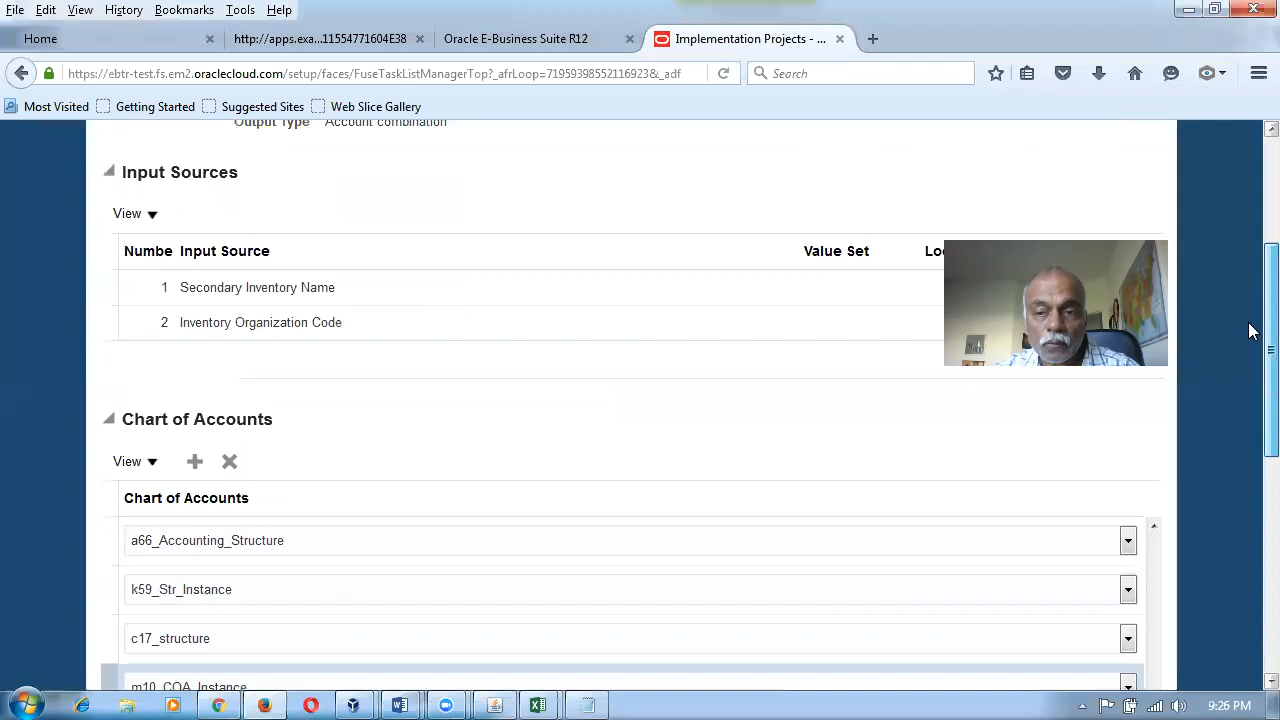 File Edit View History Bookmarks Tools Help
Home http://apps.exa...11554771604E38 Oracle E-Business Suite R12 Implementation Projects - ...
https://ebtr-test.fs.em2.oraclecloud.com/setup/faces/FuseTaskListManagerTop?_afrLoop=71959398552116923&_adf Search
Most Visited Getting Started Suggested Sites Web Slice Gallery
Output Type Account combination
Input Sources
View
Numbe Input Source Value Set
1 Secondary Inventory Name
2 Inventory Organization Code
Chart of Accounts
View
Chart of Accounts
a66_Accounting_Structure
k59_Str_Instance
c17_structure
m10_COA_Instance
9:26 PM